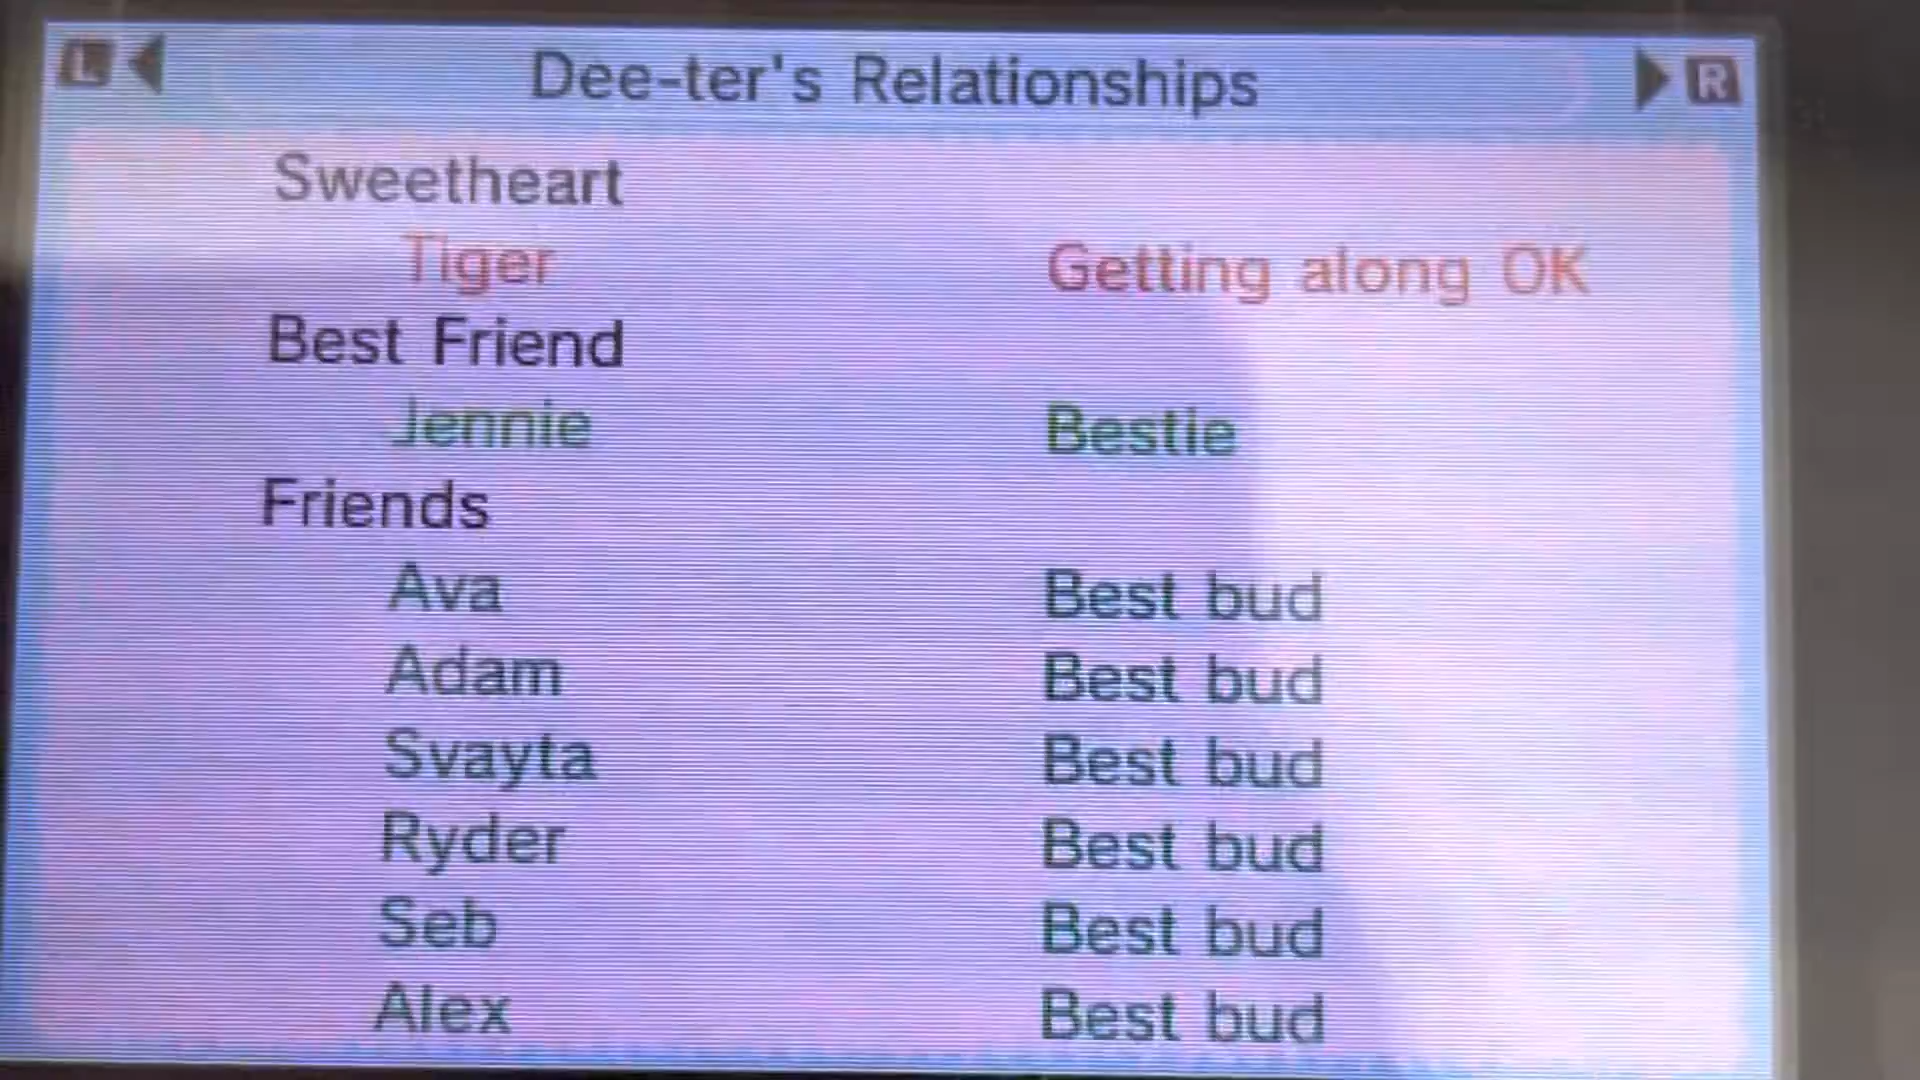 L Dee-ter's Relationships R
Sweetheart
Tiger Getting along OK
Best Friend
Jennie Bestie
Friends
Ava Best bud
Adam Best bud
Svayta Best bud
Ryder Best bud
Seb Best bud
Alex Best bud